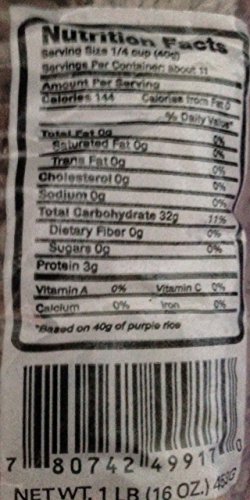 Nutrition Facts
Serving Size 1/4 cup (40g)
Servings Per Container: about 11
Amount Per Serving
Calories 144 Calories from Fat 0
% Daily Value*
Total Fat 0g 0%
Saturated Fat 0g 0%
Trans Fat 0g 0%
Cholesterol 0g 0%
Sodium 0g 0%
Total Carbohydrate 32g 11%
Dietary Fiber 0g 0%
Sugars 0g 0%
Protein 3g
Vitamin A 0% Vitamin C 0%
Calcium 0% Iron 0%
*Based on 40g of purple rice
7 80742 49917 0
NET WT. 1 LB (16 OZ.) 453G